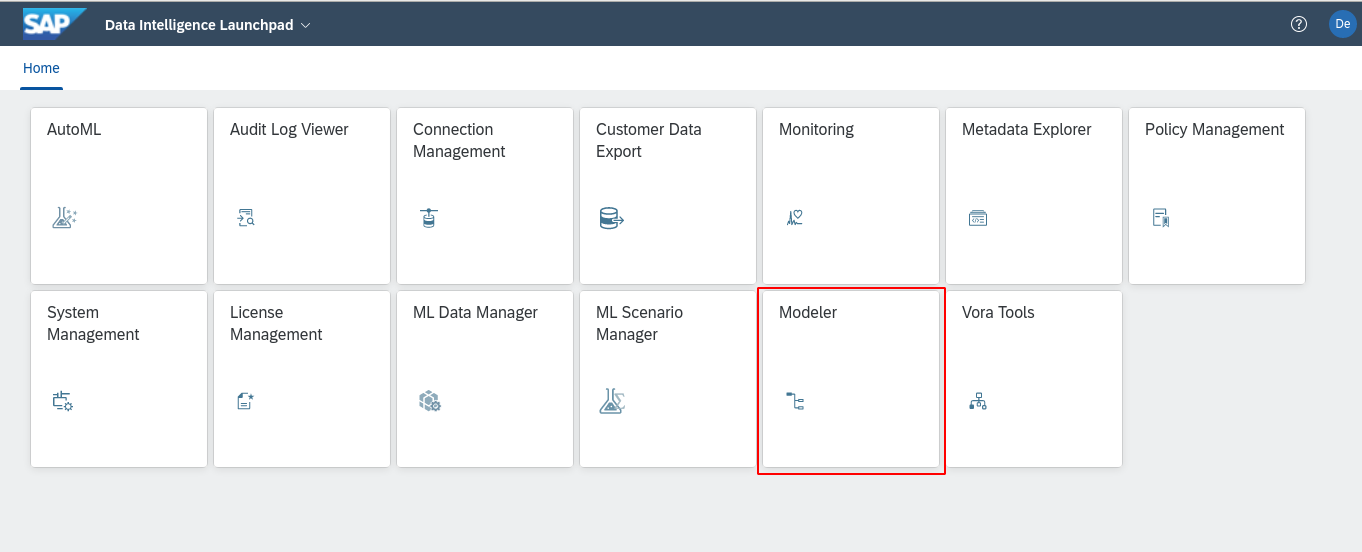 SAP Data Intelligence Launchpad
De
Home
AutoML
Audit Log Viewer
Connection
Management
Customer Data
Export
Monitoring
Metadata Explorer
Policy Management
System
Management
License
Management
ML Data Manager
ML Scenario
Manager
Modeler
Vora Tools